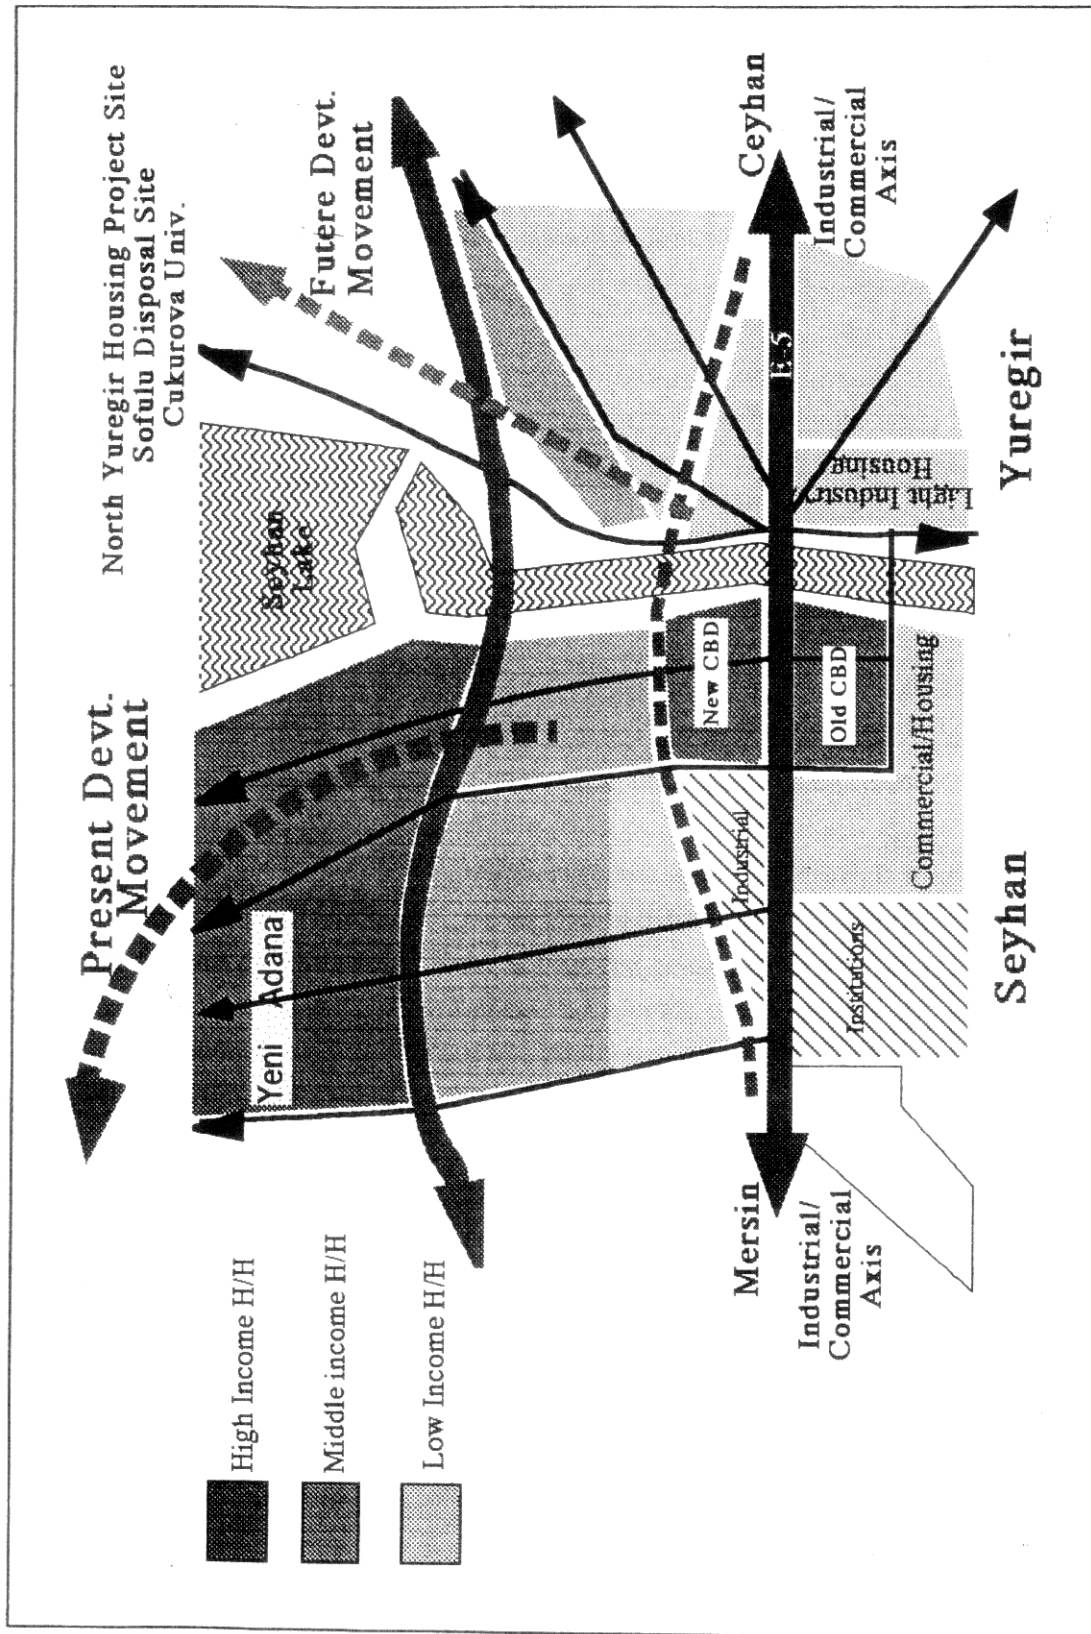 Present Devt.
Movement
North Yuregir Housing Project Site
Sofulu Disposal Site
Cukurova Univ.
High Income H/H
Middle income H/H
Low Income H/H
Yeni Adana
Seyhan
Lake
Futere Devt.
Movement
Mersin
Industrial/
Commercial
Axis
Industrial
New CBD
E-5
Ceyhan
Industrial/
Commercial
Axis
Institutions
Old CBD
Commercial/Housing
Light Industry/
Housing
Seyhan
Yuregir